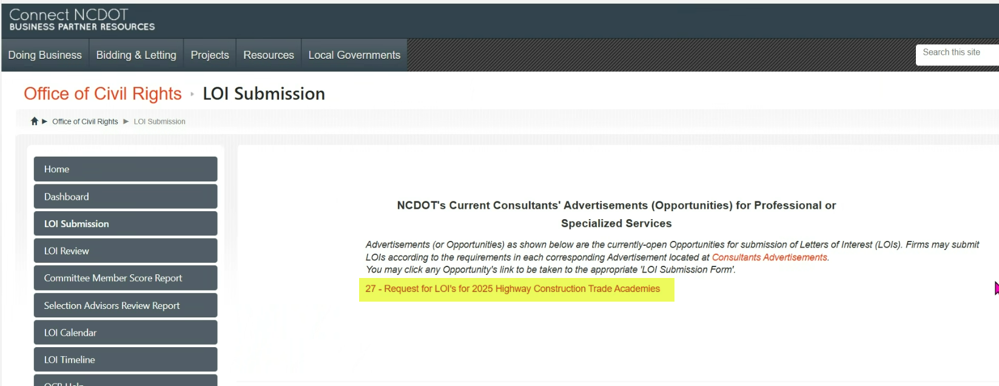 Connect NCDOT
BUSINESS PARTNER RESOURCES
Doing Business
Bidding & Letting
Projects
Resources
Local Governments
Search this site
Office of Civil Rights LOI Submission
Office of Civil Rights LOI Submission
Home
Dashboard
LOI Submission
LOI Review
Committee Member Score Report
Selection Advisors Review Report
LOI Calendar
LOI Timeline
OCR Help
NCDOT's Current Consultants' Advertisements (Opportunities) for Professional or
Specialized Services
Advertisements (or Opportunities) as shown below are the currently-open Opportunities for submission of Letters of Interest (LOIs). Firms may submit
LOIs according to the requirements in each corresponding Advertisement located at Consultants Advertisements.
You may click any Opportunity's link to be taken to the appropriate 'LOI Submission Form'.
27 - Request for LOI's for 2025 Highway Construction Trade Academies